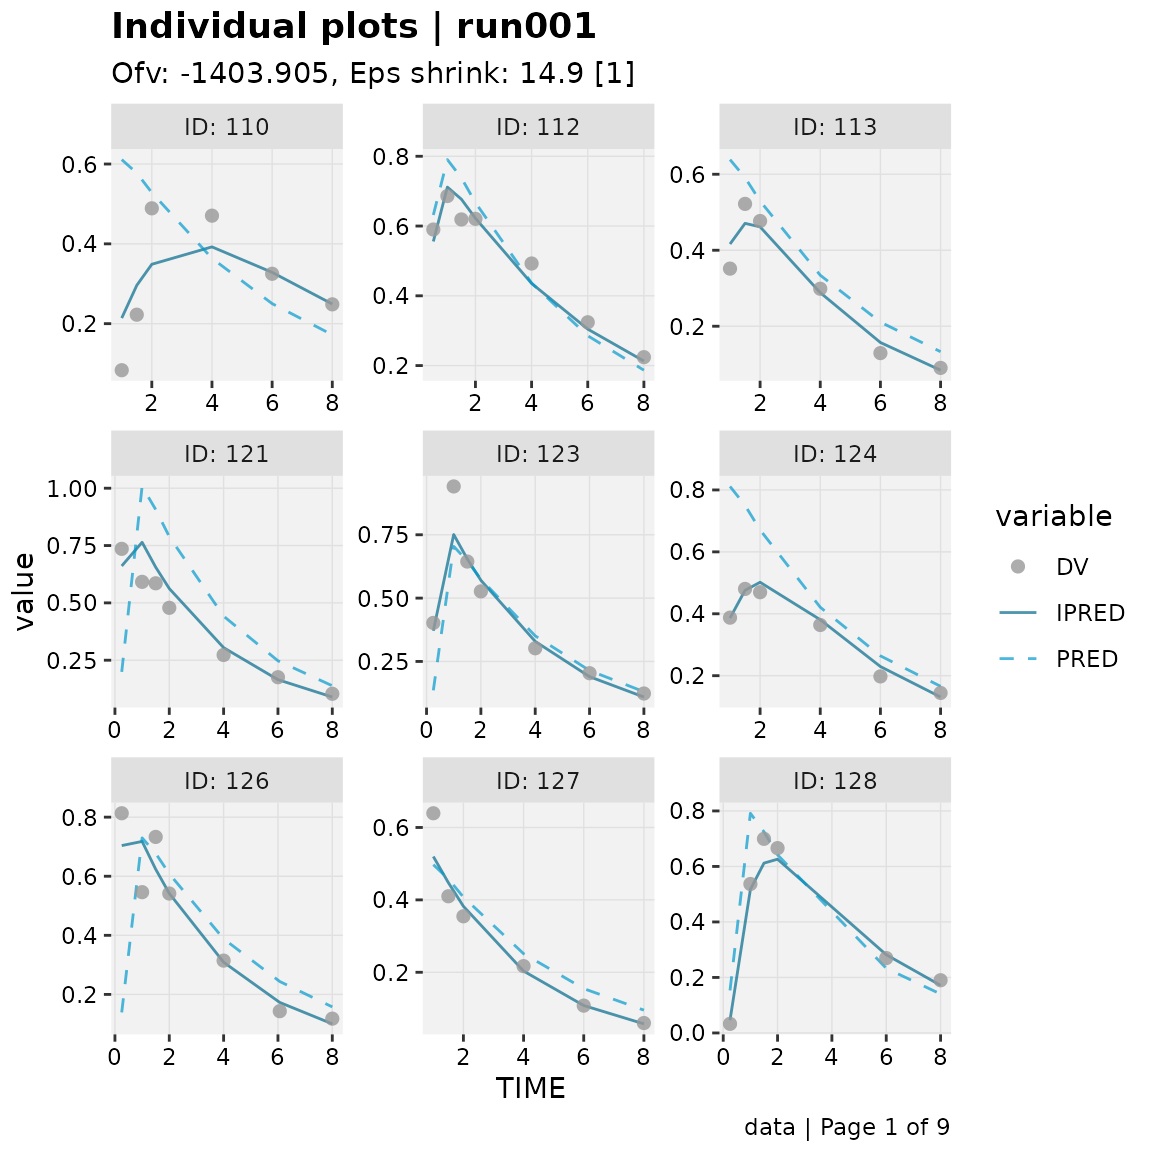 Individual plots | run001
Ofv: -1403.905, Eps shrink: 14.9 [1]
ID: 110
ID: 112
ID: 113
0.6
0.4
0.2
2 4 6 8
0.8
0.6
0.4
0.2
2 4 6 8
0.6
0.4
0.2
2 4 6 8
ID: 121
ID: 123
ID: 124
1.00
0.75
0.50
0.25
0 2 4 6 8
0.75
0.50
0.25
0 2 4 6 8
0.8
0.6
0.4
0.2
2 4 6 8
ID: 126
ID: 127
ID: 128
0.8
0.6
0.4
0.2
0 2 4 6 8
0.6
0.4
0.2
2 4 6 8
0.8
0.6
0.4
0.2
0.0
0 2 4 6 8
value
TIME
variable
DV
IPRED
PRED
data | Page 1 of 9